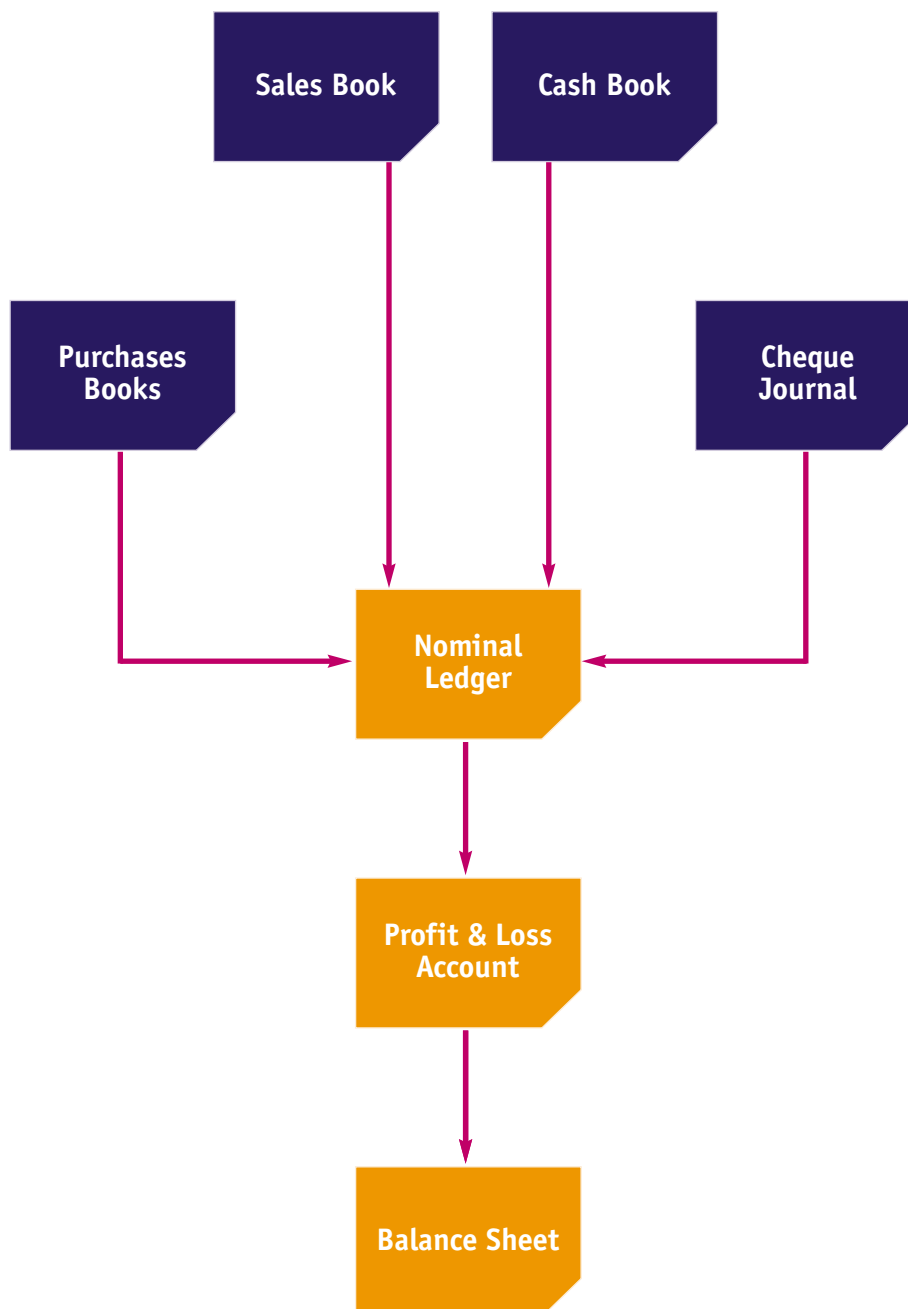 Sales Book
Cash Book
Purchases
Books
Cheque
Journal
Nominal
Ledger
Profit & Loss
Account
Balance Sheet